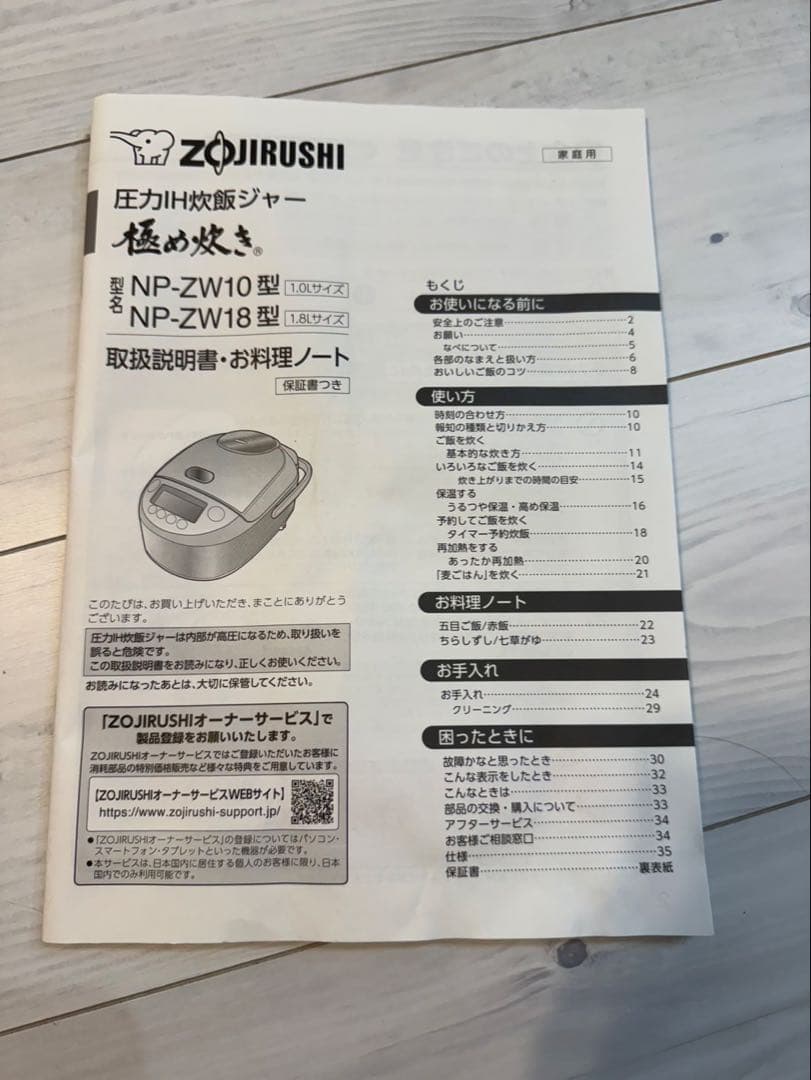 ZOJIRUSHI
家庭用
圧力IH炊飯ジャー
極め炊き®
型名 NP-ZW10型 1.0Lサイズ
NP-ZW18型 1.8Lサイズ
取扱説明書・お料理ノート
保証書つき
このたびは、お買い上げいただき、まことにありがとう
ございます。
圧力IH炊飯ジャーは内部が高圧になるため、取り扱いを
誤ると危険です。
この取扱説明書をお読みになり、正しくお使いください。
お読みになったあとは、大切に保管してください。
「ZOJIRUSHIオーナーサービス」で
製品登録をお願いいたします。
ZOJIRUSHIオーナーサービスではご登録いただいたお客様に
消耗部品の特別価格販売など様々な特典をご用意しています。
【ZOJIRUSHIオーナーサービスWEBサイト】
https://www.zojirushi-support.jp/
●「ZOJIRUSHIオーナーサービス」の登録についてはパソコン・
スマートフォン・タブレットといった機器が必要です。
●本サービスは、日本国内に居住する個人のお客様に限り、日本
国内でのみ利用可能です。
もくじ
お使いになる前に
安全上のご注意……2
お願い……4
なべについて……5
各部のなまえと扱い方……6
おいしいご飯のコツ……8
使い方
時刻の合わせ方……10
報知の種類と切りかえ方……10
ご飯を炊く
基本的な炊き方……11
いろいろなご飯を炊く……14
炊き上がりまでの時間の目安……15
保温する
うるつや保温・高め保温……16
予約してご飯を炊く
タイマー予約炊飯……18
再加熱をする
あったか再加熱……20
「麦ごはん」を炊く……21
お料理ノート
五目ご飯/赤飯……22
ちらしずし/七草がゆ……23
お手入れ
お手入れ……24
クリーニング……29
困ったときに
故障かなと思ったとき……30
こんな表示をしたとき……32
こんなときは……33
部品の交換・購入について……33
アフターサービス……34
お客様ご相談窓口……34
仕様……35
保証書……裏表紙